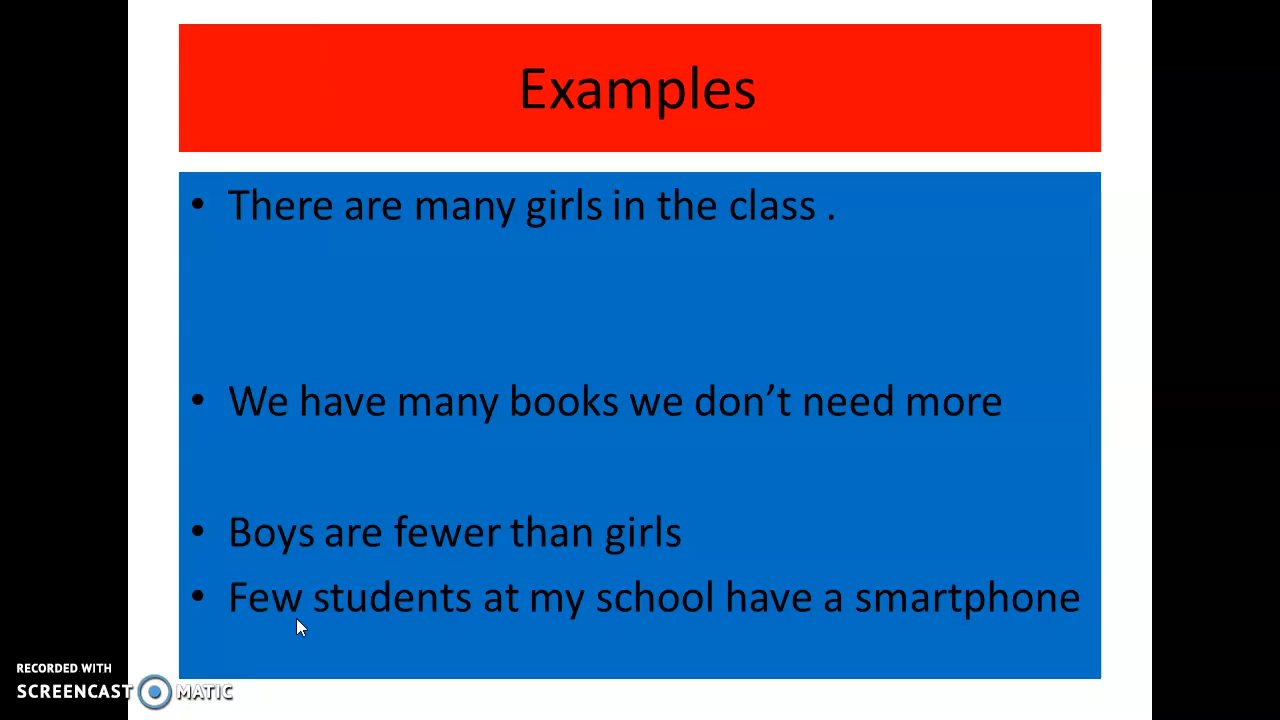 Examples
• There are many girls in the class .
• We have many books we don’t need more
• Boys are fewer than girls
• Few students at my school have a smartphone
RECORDED WITH
SCREENCAST MATIC